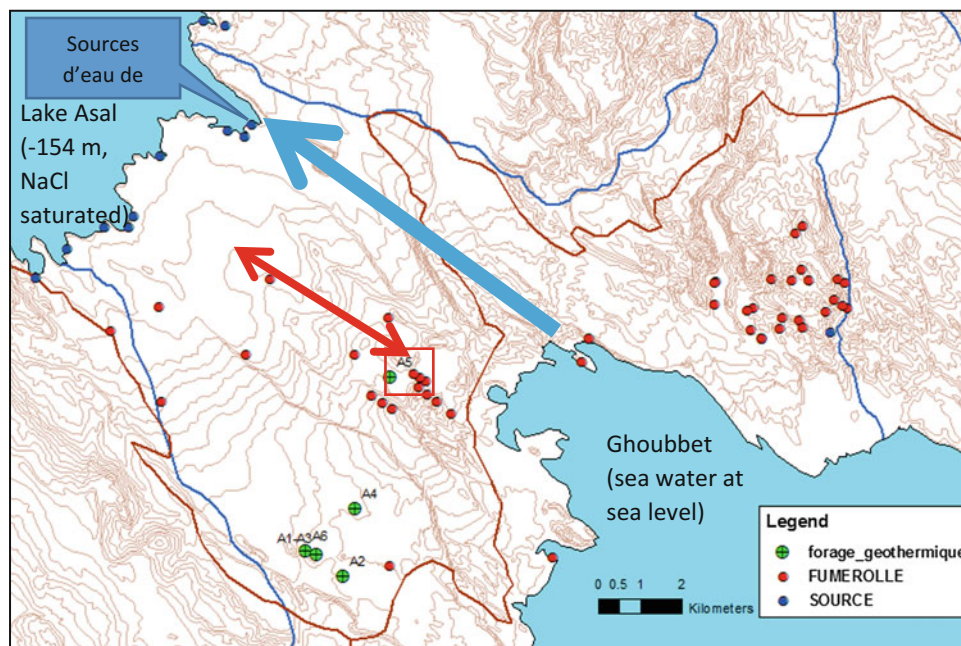 Sources
d'eau de
Lake Asal
(-154 m,
NaCl
saturated)
A5
Ghoubbet
(sea water at
sea level)
A4
A1-A3
A6
A2
0 0.5 1 2
Kilometers
Legend
forage_geothermique
FUMEROLLE
SOURCE